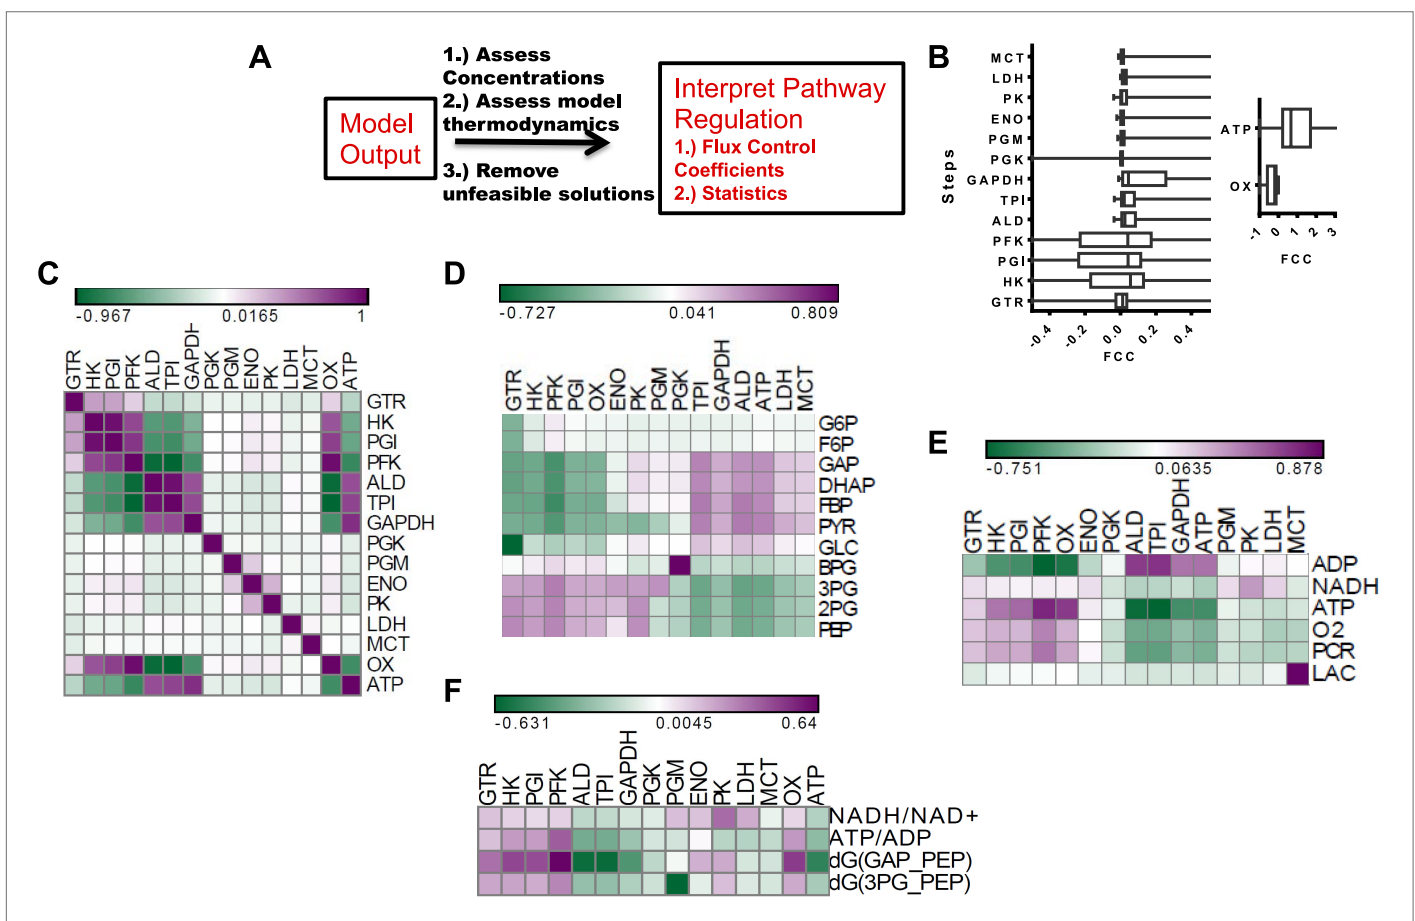 A
1.) Assess
Concentrations
2.) Assess model
thermodynamics
3.) Remove
unfeasible solutions
Model
Output
Interpret Pathway
Regulation
1.) Flux Control
Coefficients
2.) Statistics
B
Steps
MCT
LDH
PK
ENO
PGM
PGK
GAPDH
TPI
ALD
PFK
PGI
HK
GTR
-0.4 -0.2 0.0 0.2 0.4
FCC
ATP
OX
-1 0 1 2 3
FCC
C
-0.967 0.0165 1
GTR HK PGI PFK ALD TPI GAPDH PGK PGM ENO PK LDH MCT OX ATP
GTR
HK
PGI
PFK
ALD
TPI
GAPDH
PGK
PGM
ENO
PK
LDH
MCT
OX
ATP
D
-0.727 0.041 0.809
GTR HK PFK PGI OX ENO PK PGM PGK TPI GAPDH ALD ATP LDH MCT
G6P
F6P
GAP
DHAP
FBP
PYR
GLC
BPG
3PG
2PG
PEP
E
-0.751 0.0635 0.878
GTR HK PGI PFK OX ENO PGK ALD TPI GAPDH ATP PGM PK LDH MCT
ADP
NADH
ATP
O2
PCR
LAC
F
-0.631 0.0045 0.64
GTR HK PGI PFK ALD TPI GAPDH PGK PGM ENO PK LDH MCT OX ATP
NADH/NAD+
ATP/ADP
dG(GAP_PEP)
dG(3PG_PEP)